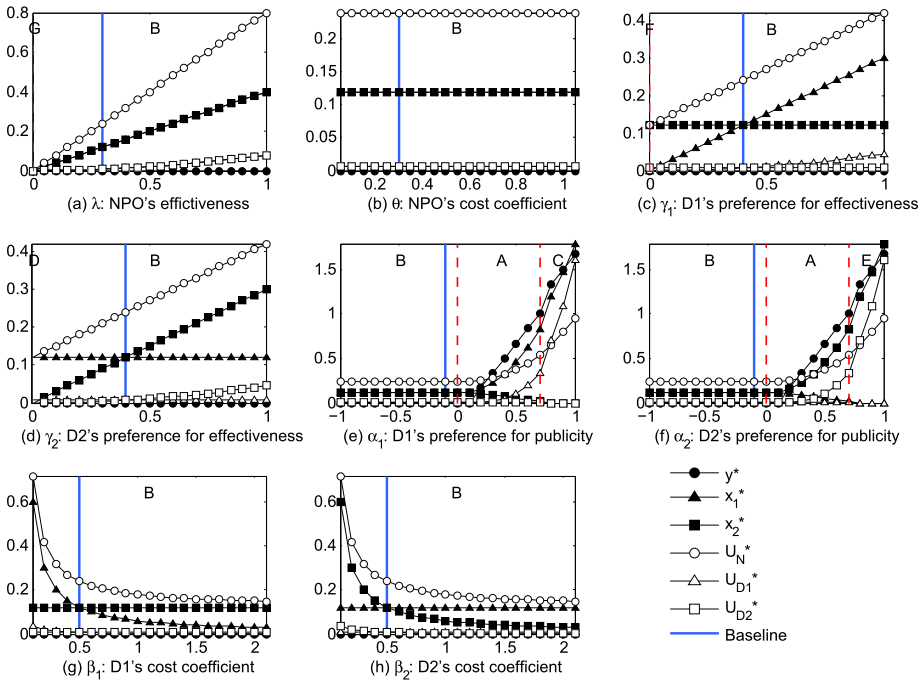 0.8
0.6
0.4
0.2
0
G
B
0
0.5
1
(a) λ: NPO's effictiveness
0.2
0.15
0.1
0.05
0
B
0.2
0.4
0.6
0.8
1
(b) θ: NPO's cost coefficient
0.4
0.3
0.2
0.1
0
F
B
0
0.5
1
(c) γ1: D1's preference for effectiveness
0.4
0.3
0.2
0.1
0
D
B
0
0.5
1
(d) γ2: D2's preference for effectiveness
1.5
1
0.5
0
B
A
C
−1
−0.5
0
0.5
1
(e) α1: D1's preference for publicity
1.5
1
0.5
0
B
A
E
−1
−0.5
0
0.5
1
(f) α2: D2's preference for publicity
0.6
0.4
0.2
0
B
0.5
1
1.5
2
(g) β1: D1's cost coefficient
0.6
0.4
0.2
0
B
0.5
1
1.5
2
(h) β2: D2's cost coefficient
y*
x1*
x2*
UN*
UD1*
UD2*
Baseline